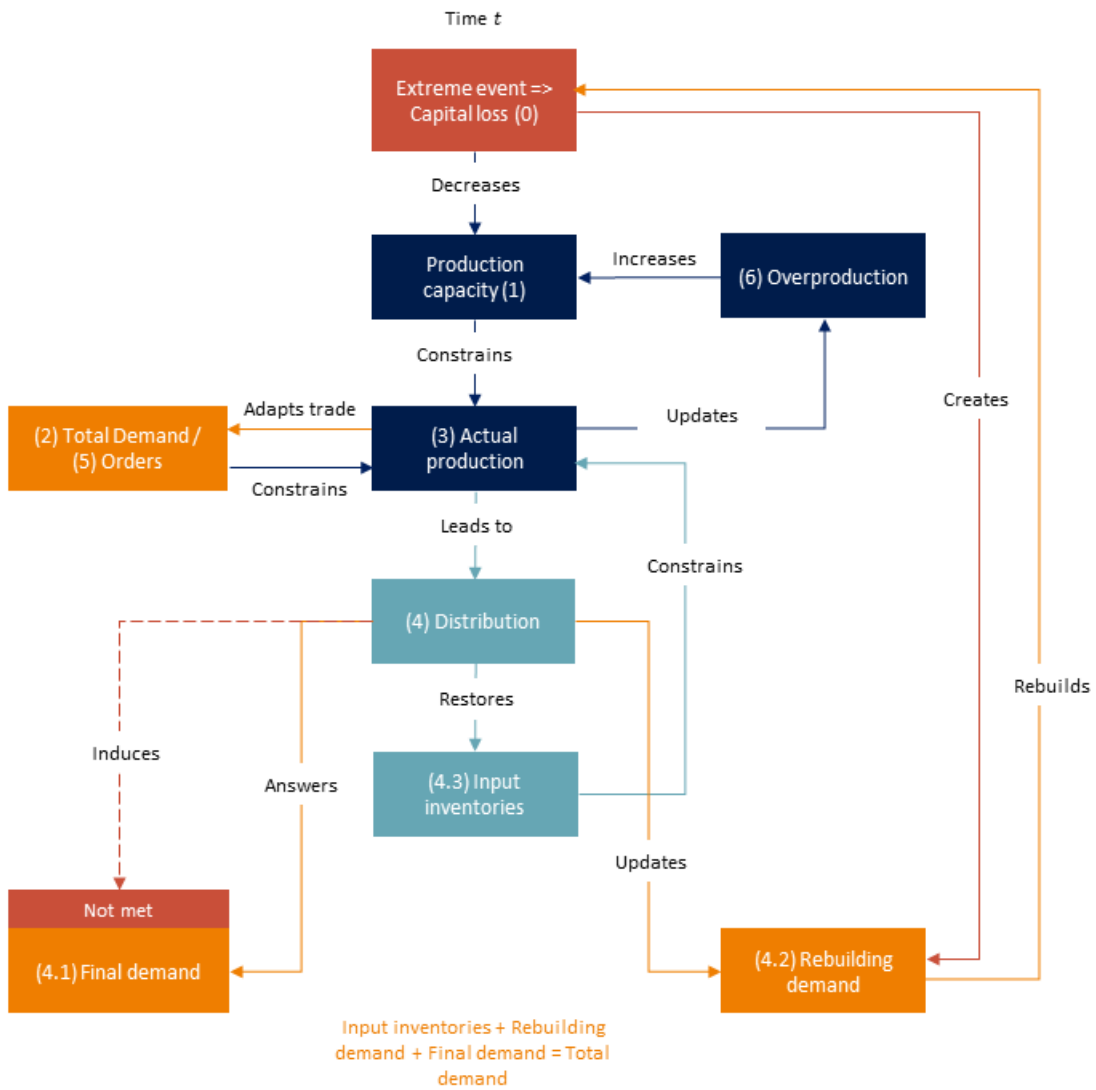 Time t
Extreme event =>
Capital loss (0)
Decreases
Production
capacity (1)
Increases
(6) Overproduction
Constrains
Creates
Adapts trade
Updates
(2) Total Demand /
(5) Orders
(3) Actual
production
Constrains
Leads to
Constrains
(4) Distribution
Restores
Rebuilds
Induces
Answers
(4.3) Input
inventories
Updates
Not met
(4.1) Final demand
(4.2) Rebuilding
demand
Input inventories + Rebuilding
demand + Final demand = Total
demand